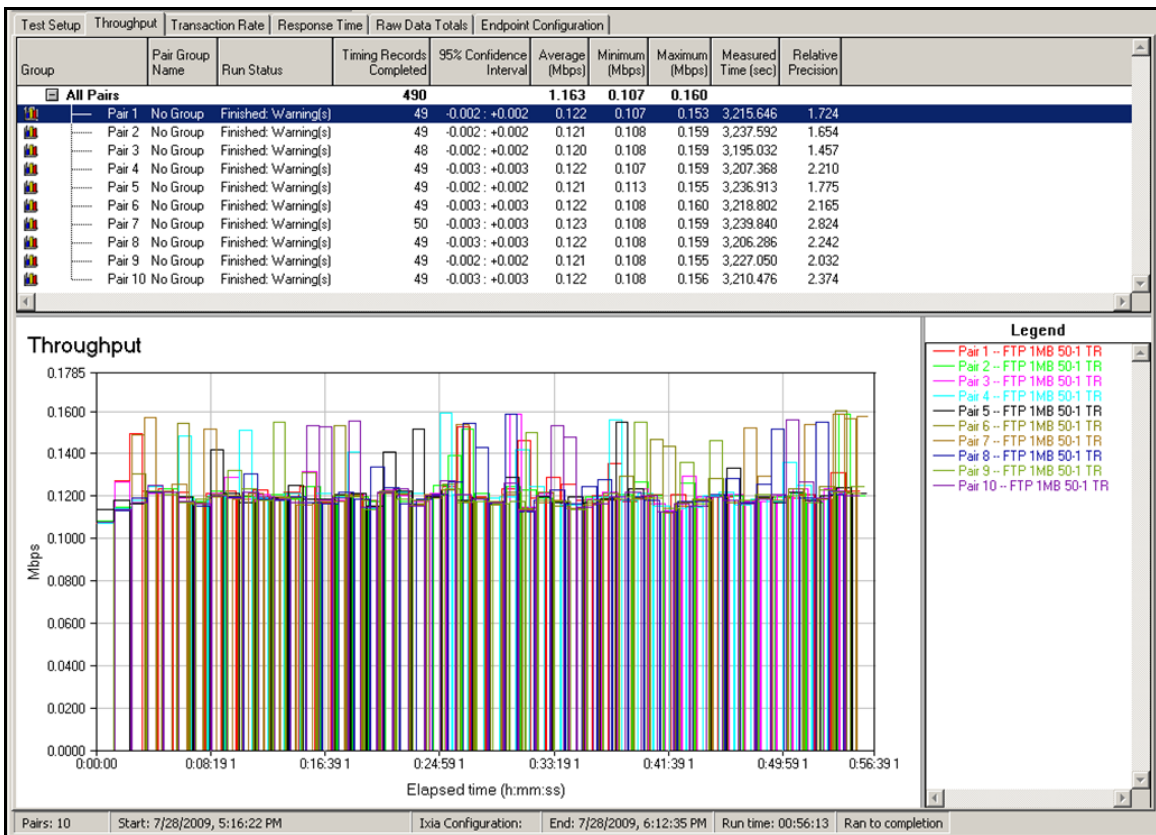 Test Setup Throughput Transaction Rate Response Time Raw Data Totals Endpoint Configuration
Group Pair Group Name Run Status Timing Records Completed 95% Confidence Interval Average (Mbps) Minimum (Mbps) Maximum (Mbps) Measured Time (sec) Relative Precision
All Pairs 490 1.163 0.107 0.160
Pair 1 No Group Finished: Warning(s) 49 -0.002 : +0.002 0.122 0.107 0.153 3,215.646 1.724
Pair 2 No Group Finished: Warning(s) 49 -0.002 : +0.002 0.121 0.108 0.159 3,237.592 1.654
Pair 3 No Group Finished: Warning(s) 48 -0.002 : +0.002 0.120 0.108 0.159 3,195.032 1.457
Pair 4 No Group Finished: Warning(s) 49 -0.003 : +0.003 0.122 0.107 0.159 3,207.368 2.210
Pair 5 No Group Finished: Warning(s) 49 -0.002 : +0.002 0.121 0.113 0.155 3,236.913 1.775
Pair 6 No Group Finished: Warning(s) 49 -0.003 : +0.003 0.122 0.108 0.160 3,218.802 2.165
Pair 7 No Group Finished: Warning(s) 50 -0.003 : +0.003 0.123 0.108 0.159 3,239.840 2.824
Pair 8 No Group Finished: Warning(s) 49 -0.003 : +0.003 0.122 0.108 0.159 3,206.286 2.242
Pair 9 No Group Finished: Warning(s) 49 -0.002 : +0.002 0.121 0.108 0.155 3,227.050 2.032
Pair 10 No Group Finished: Warning(s) 49 -0.003 : +0.003 0.122 0.108 0.156 3,210.476 2.374
Throughput
0.1785
0.1600
0.1400
0.1200
0.1000
0.0800
0.0600
0.0400
0.0200
0.0000
Mbps
0:00:00 0:08:19 1 0:16:39 1 0:24:59 1 0:33:19 1 0:41:39 1 0:49:59 1 0:56:39 1
Elapsed time (h:mm:ss)
Legend
Pair 1 -- FTP 1MB 50-1 TR
Pair 2 -- FTP 1MB 50-1 TR
Pair 3 -- FTP 1MB 50-1 TR
Pair 4 -- FTP 1MB 50-1 TR
Pair 5 -- FTP 1MB 50-1 TR
Pair 6 -- FTP 1MB 50-1 TR
Pair 7 -- FTP 1MB 50-1 TR
Pair 8 -- FTP 1MB 50-1 TR
Pair 9 -- FTP 1MB 50-1 TR
Pair 10 -- FTP 1MB 50-1 TR
Pairs: 10 Start: 7/28/2009, 5:16:22 PM Ixia Configuration: End: 7/28/2009, 6:12:35 PM Run time: 00:56:13 Ran to completion